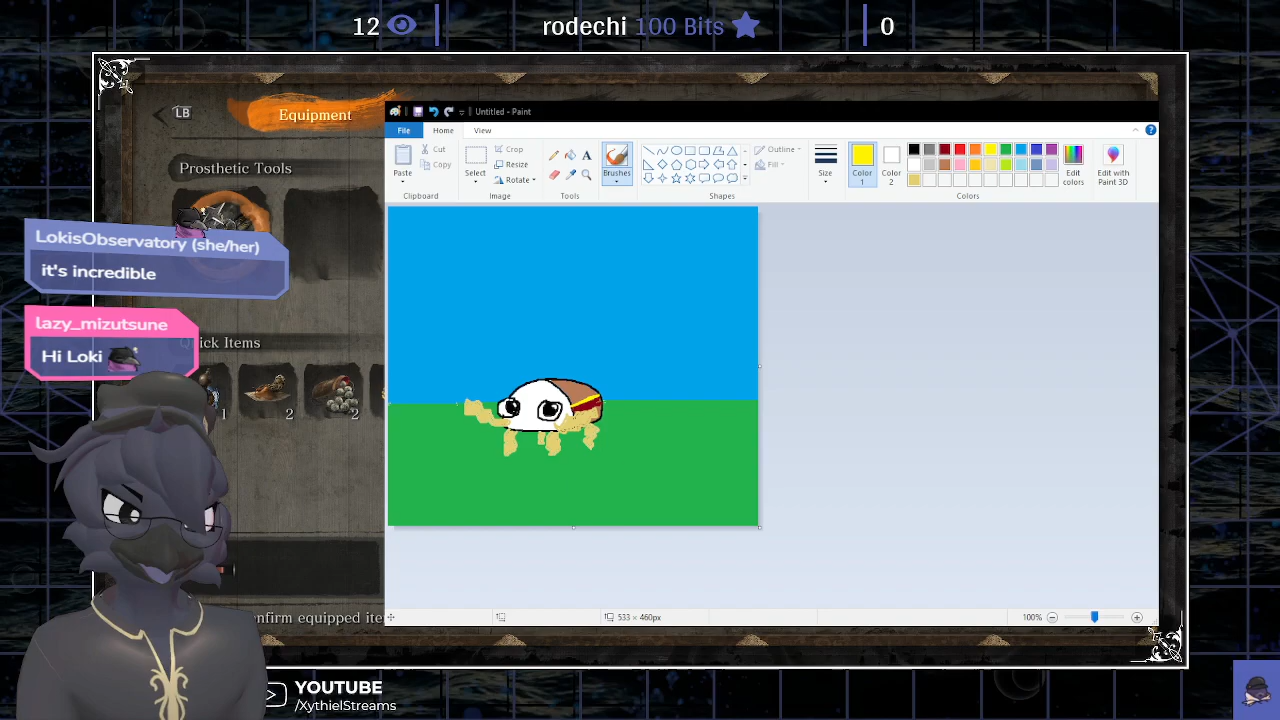 12
rodechi 100 Bits
0
LB
Equipment
Prosthetic Tools
LokisObservatory (she/her)
it's incredible
lazy_mizutsune
Hi Loki
Quick Items
1
2
2
onfirm equipped ite
Untitled - Paint
File
Home
View
Paste
Cut
Copy
Clipboard
Select
Crop
Resize
Rotate
Image
A
Tools
Brushes
Outline
Fill
Shapes
Size
Color
1
Color
2
Edit
colors
Edit with
Paint 3D
Colors
533 × 460px
100%
YOUTUBE
/XythielStreams